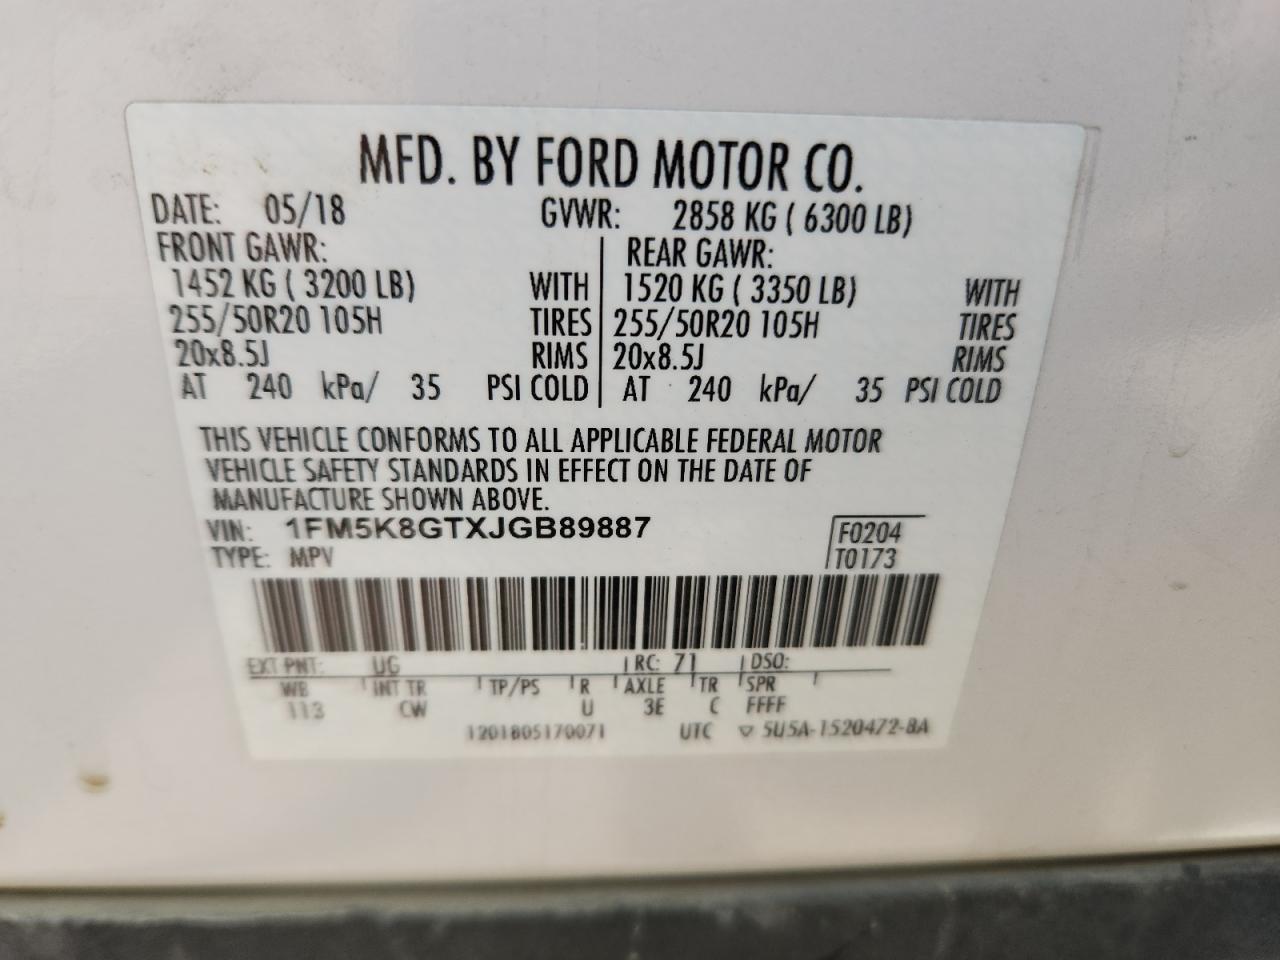 MFD. BY FORD MOTOR CO.
DATE: 05/18 GVWR: 2858 KG ( 6300 LB)
FRONT GAWR: REAR GAWR:
1452 KG ( 3200 LB) WITH 1520 KG ( 3350 LB) WITH
255/50R20 105H TIRES 255/50R20 105H TIRES
20x8.5J RIMS 20x8.5J RIMS
AT 240 kPa/ 35 PSI COLD AT 240 kPa/ 35 PSI COLD
THIS VEHICLE CONFORMS TO ALL APPLICABLE FEDERAL MOTOR
VEHICLE SAFETY STANDARDS IN EFFECT ON THE DATE OF
MANUFACTURE SHOWN ABOVE.
VIN: 1FM5K8GTXJGB89887 F0204
TYPE: MPV T0173
EXT PNT: UG RC: 71 DSO:
WB INT TR TP/PS R AXLE TR SPR
113 CW U 3E C FFFF
1201805170071 UTC ▽ 5U5A-1520472-BA